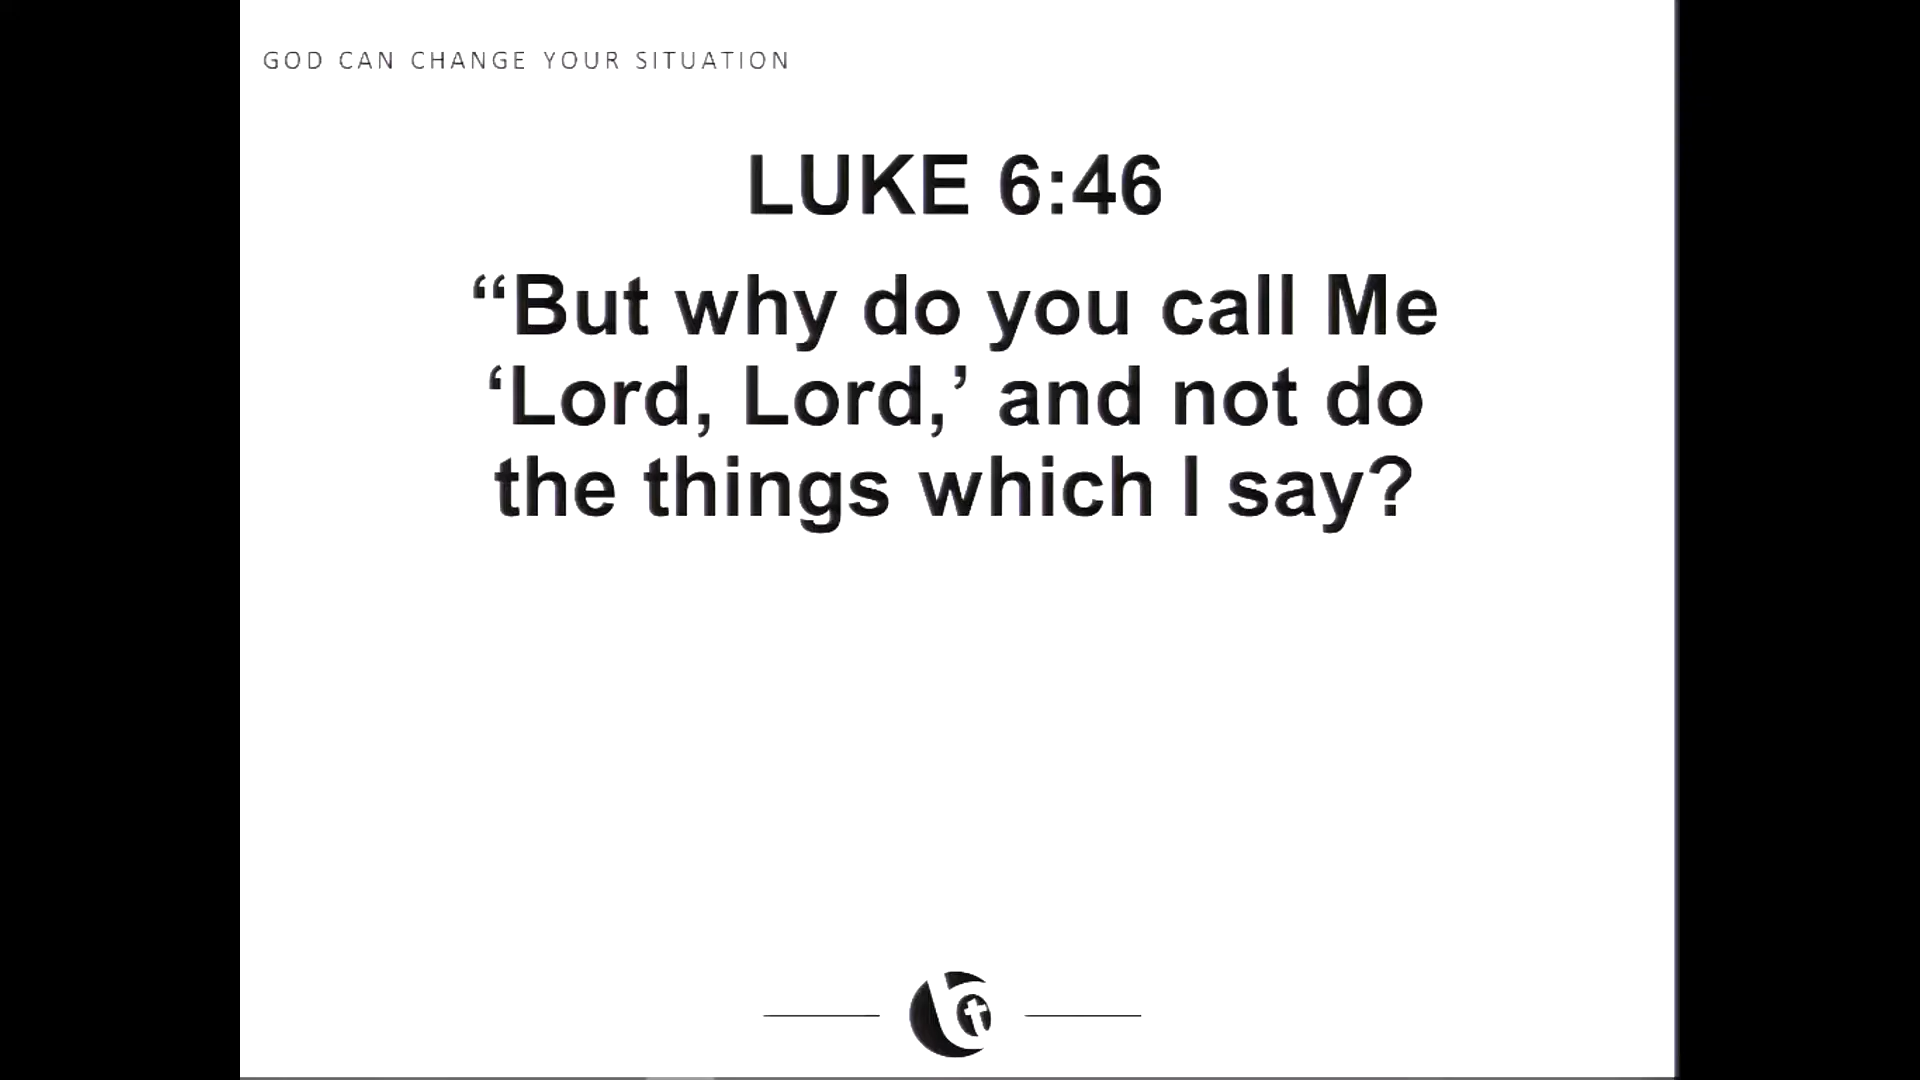 GOD CAN CHANGE YOUR SITUATION
LUKE 6:46
“But why do you call Me
‘Lord, Lord,’ and not do
the things which I say?